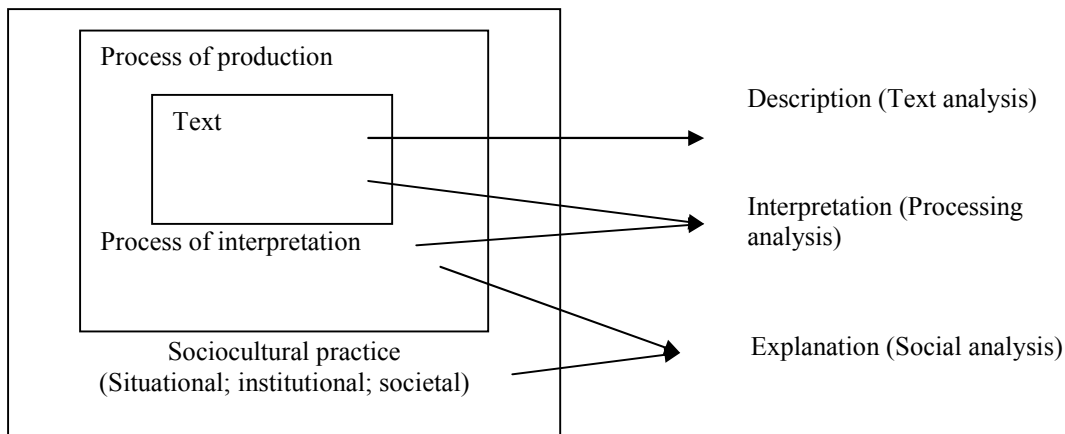 Process of production
Text
Process of interpretation
Sociocultural practice
(Situational; institutional; societal)
Description (Text analysis)
Interpretation (Processing
analysis)
Explanation (Social analysis)